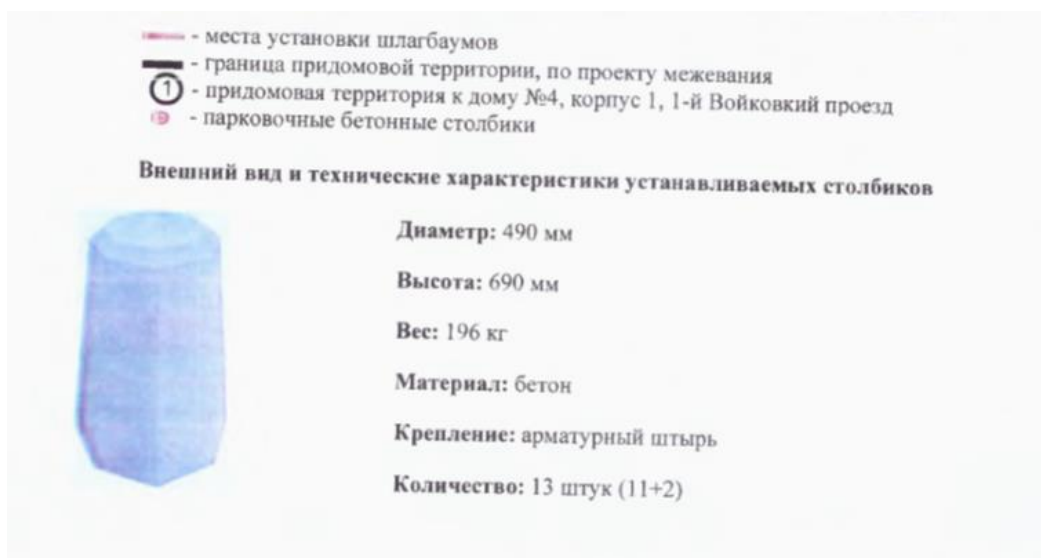 - места установки шлагбаумов
- граница придомовой территории, по проекту межевания
1 - придомовая территория к дому №4, корпус 1, 1-й Войковкий проезд
- парковочные бетонные столбики
Внешний вид и технические характеристики устанавливаемых столбиков
Диаметр: 490 мм
Высота: 690 мм
Вес: 196 кг
Материал: бетон
Крепление: арматурный штырь
Количество: 13 штук (11+2)